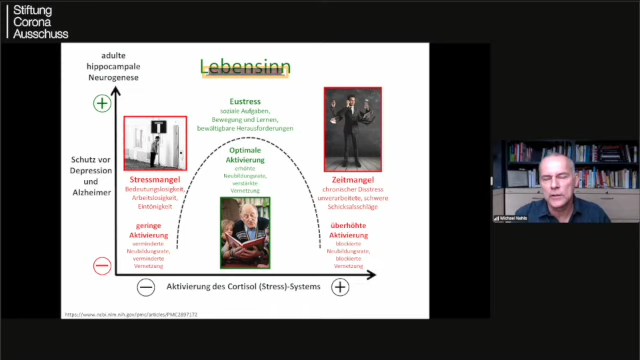 Stiftung
Corona
Ausschuss
adulte
hippocampale
Neurogenese
Lebensinn
Eustress
soziale Aufgaben,
Bewegung und Lernen,
bewältigbare Herausforderungen
Schutz vor
Depression
und
Alzheimer
Stressmangel
Bedeutungslosigkeit,
Arbeitslosigkeit,
Eintönigkeit
Optimale
Aktivierung
erhöhte
Neubildungsrate,
verstärkte
Vernetzung
Zeitmangel
chronischer Disstress
unverarbeitete, schwere
Schicksalsschläge
geringe
Aktivierung
verminderte
Neubildungsrate,
verminderte
Vernetzung
überhöhte
Aktivierung
blockierte
Neubildungsrate,
blockierte
Vernetzung
Aktivierung des Cortisol (Stress)-Systems
https://www.ncbi.nlm.nih.gov/pmc/articles/PMC2897172
Michael Nehls